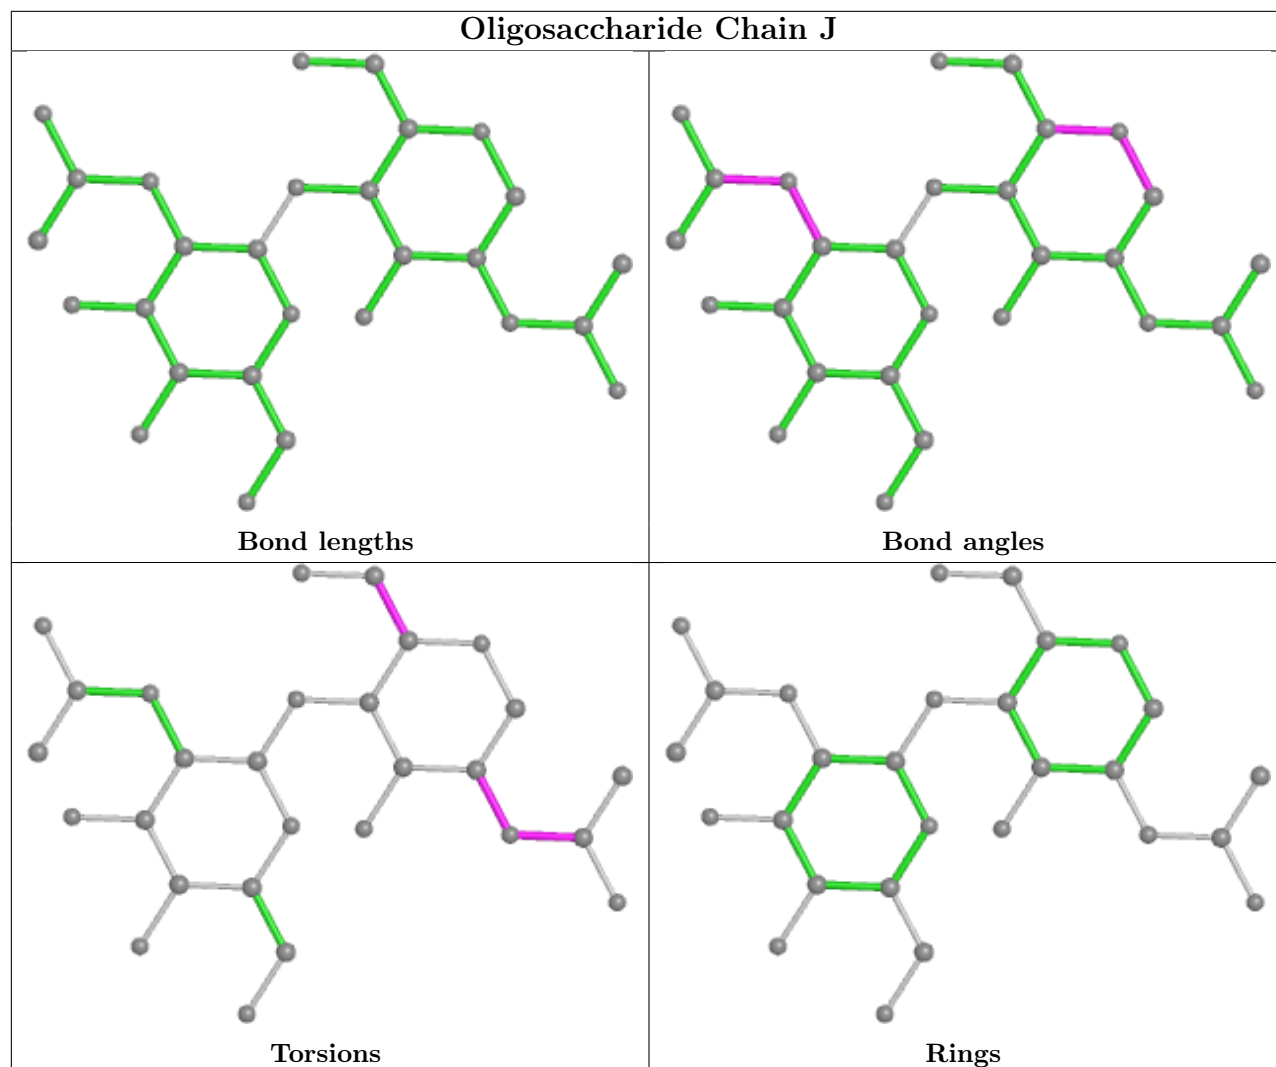 Oligosaccharide Chain J
Bond lengths
Bond angles
Torsions
Rings